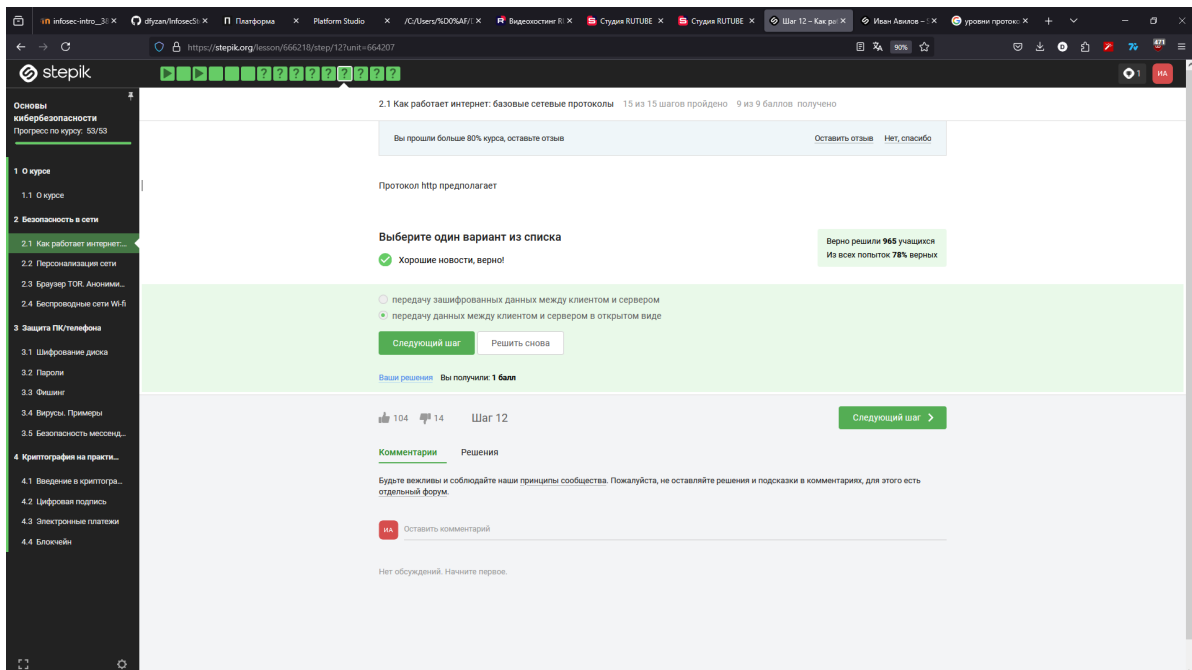 in infosec-intro_38
dfyzan/InfosecSt
П Платформа
Platform Studio
/C:/Users/%D0%AF/D
Видеохостинг R
Студия RUTUBE
Студия RUTUBE
Шаг 12 – Как ра
Иван Авилов –
уровни протоко
https://stepik.org/lesson/666218/step/12?unit=664207
90%
471
stepik
1
ИА
Основы
кибербезопасности
Прогресс по курсу: 53/53
1 О курсе
1.1 О курсе
2 Безопасность в сети
2.1 Как работает интернет:...
2.2 Персонализация сети
2.3 Браузер TOR. Аноними...
2.4 Беспроводные сети Wi-fi
3 Защита ПК/телефона
3.1 Шифрование диска
3.2 Пароли
3.3 Фишинг
3.4 Вирусы. Примеры
3.5 Безопасность мессенд...
4 Криптография на практи...
4.1 Введение в криптогра...
4.2 Цифровая подпись
4.3 Электронные платежи
4.4 Блокчейн
2.1 Как работает интернет: базовые сетевые протоколы 15 из 15 шагов пройдено 9 из 9 баллов получено
Вы прошли больше 80% курса, оставьте отзыв Оставить отзыв Нет, спасибо
Протокол http предполагает
Выберите один вариант из списка
Хорошие новости, верно!
Верно решили 965 учащихся
Из всех попыток 78% верных
передачу зашифрованных данных между клиентом и сервером
передачу данных между клиентом и сервером в открытом виде
Следующий шаг Решить снова
Ваши решения Вы получили: 1 балл
104 14 Шаг 12 Следующий шаг
Комментарии Решения
Будьте вежливы и соблюдайте наши принципы сообщества. Пожалуйста, не оставляйте решения и подсказки в комментариях, для этого есть
отдельный форум.
ИА Оставить комментарий
Нет обсуждений. Начните первое.